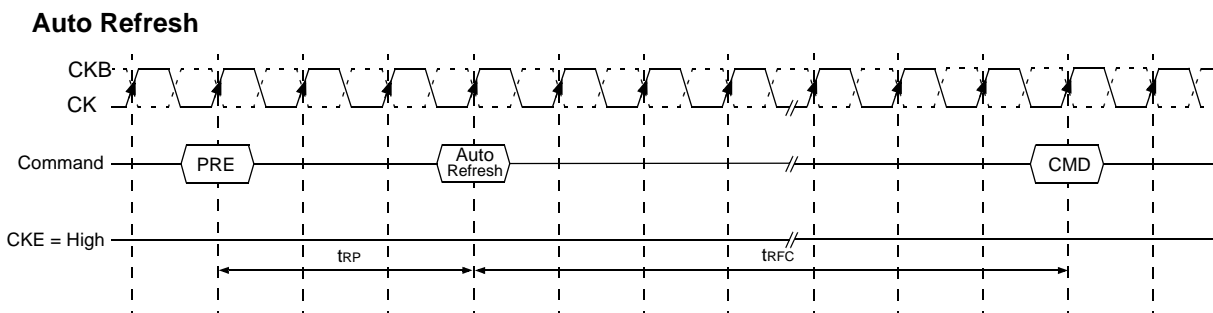 Auto Refresh
CKB
CK
Command
PRE
Auto
Refresh
CMD
CKE = High
tRP
tRFC